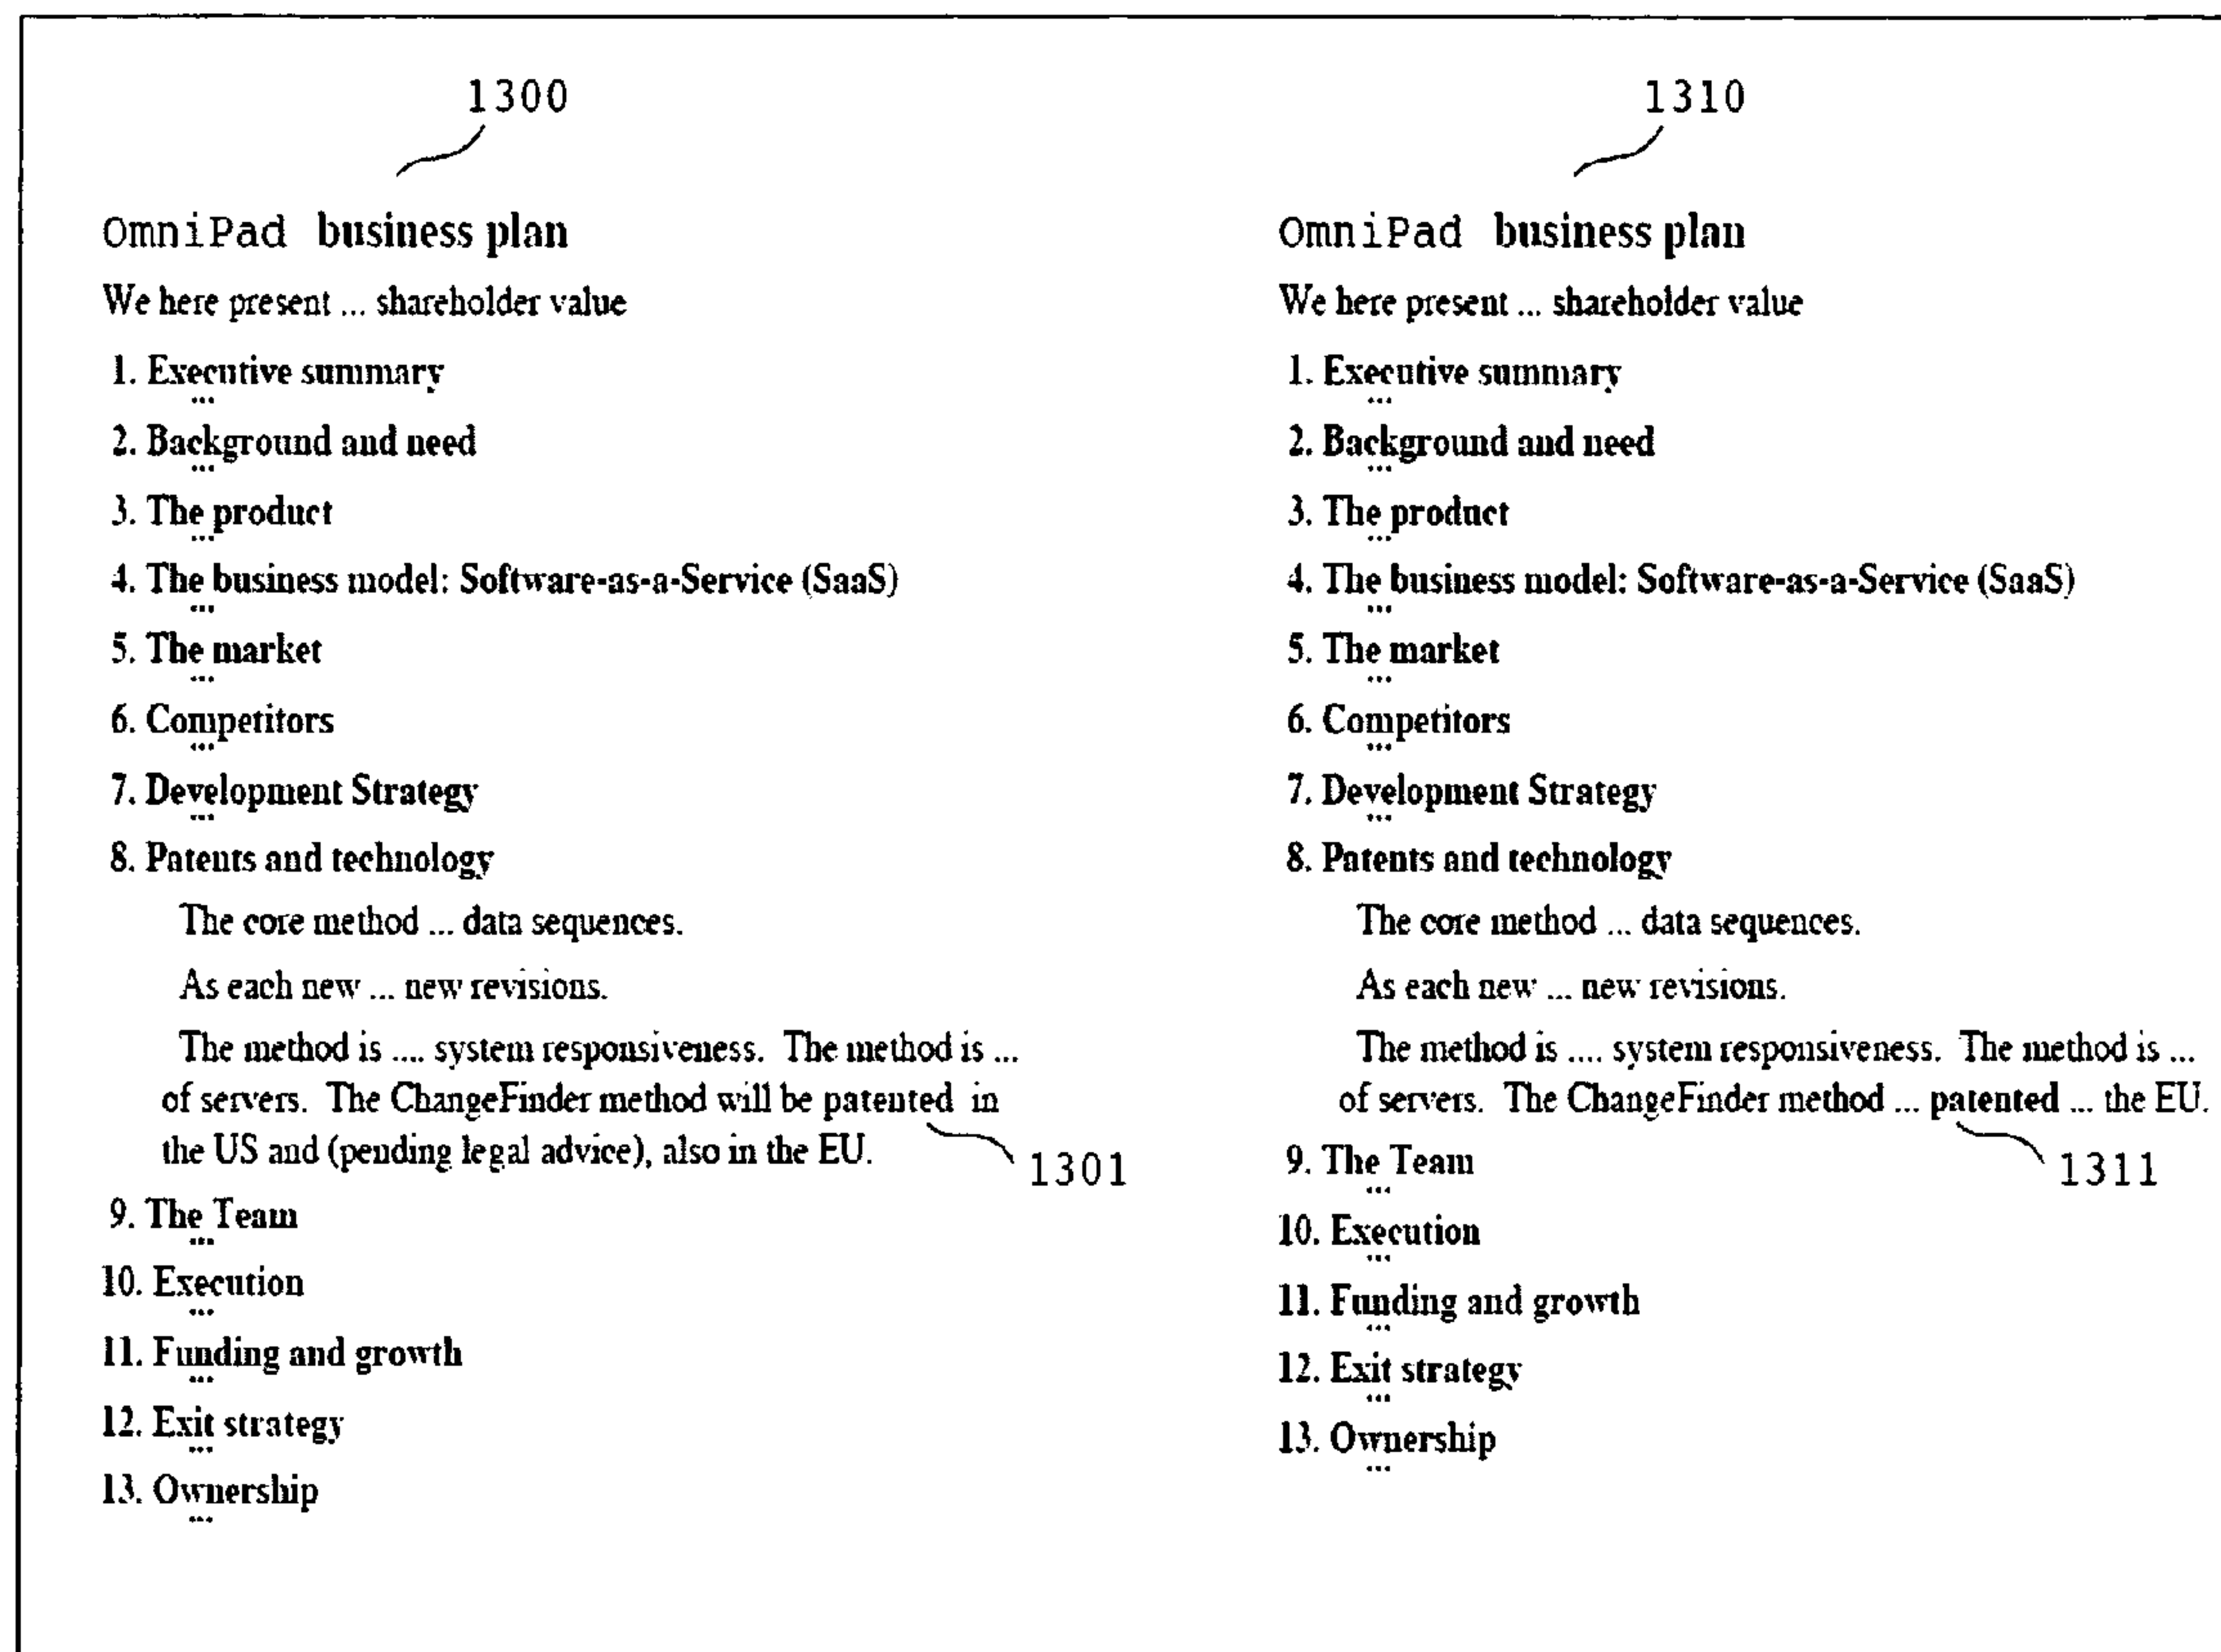 1300
OmniPad business plan
We here present ... shareholder value
1. Executive summary
...
2. Background and need
...
3. The product
...
4. The business model: Software-as-a-Service (SaaS)
...
5. The market
...
6. Competitors
...
7. Development Strategy
...
8. Patents and technology
The core method ... data sequences.
As each new ... new revisions.
The method is .... system responsiveness. The method is ...
of servers. The ChangeFinder method will be patented in
the US and (pending legal advice), also in the EU.
1301
9. The Team
...
10. Execution
...
11. Funding and growth
...
12. Exit strategy
...
13. Ownership
...
1310
OmniPad business plan
We here present ... shareholder value
1. Executive summary
...
2. Background and need
...
3. The product
...
4. The business model: Software-as-a-Service (SaaS)
...
5. The market
...
6. Competitors
...
7. Development Strategy
...
8. Patents and technology
The core method ... data sequences.
As each new ... new revisions.
The method is .... system responsiveness. The method is ...
of servers. The ChangeFinder method ... patented ... the EU.
1311
9. The Team
...
10. Execution
...
11. Funding and growth
...
12. Exit strategy
...
13. Ownership
...